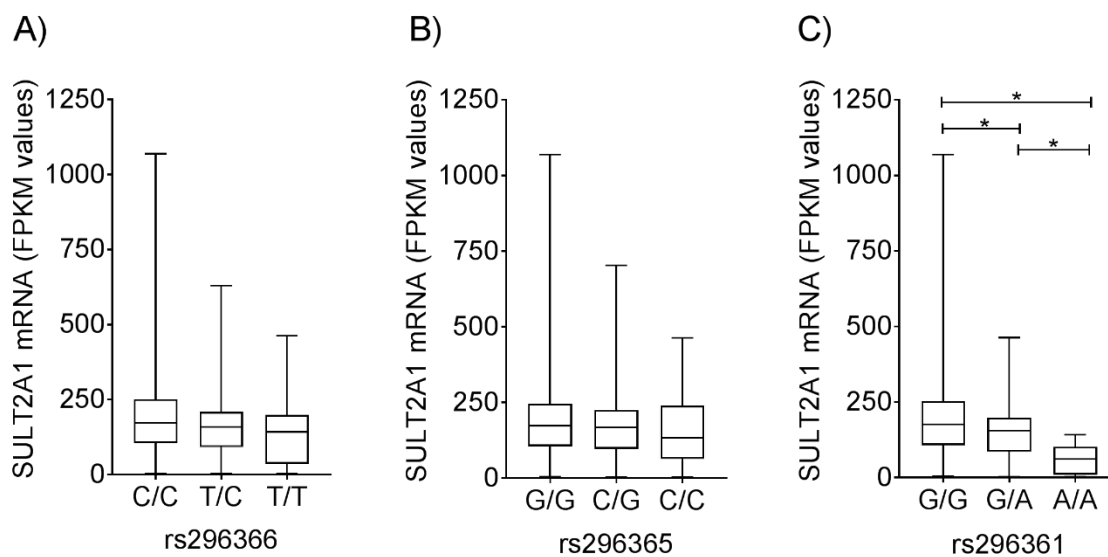 A)
SULT2A1 mRNA (FPKM values)
1250
1000
750
500
250
0
C/C T/C T/T
rs296366
B)
SULT2A1 mRNA (FPKM values)
1250
1000
750
500
250
0
G/G C/G C/C
rs296365
C)
SULT2A1 mRNA (FPKM values)
1250
1000
750
500
250
0
*
*
*
G/G G/A A/A
rs296361